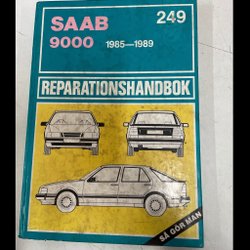 SAAB 249
9000 1985—1989
REPARATIONSHANDBOK
SÅ GÖR MAN